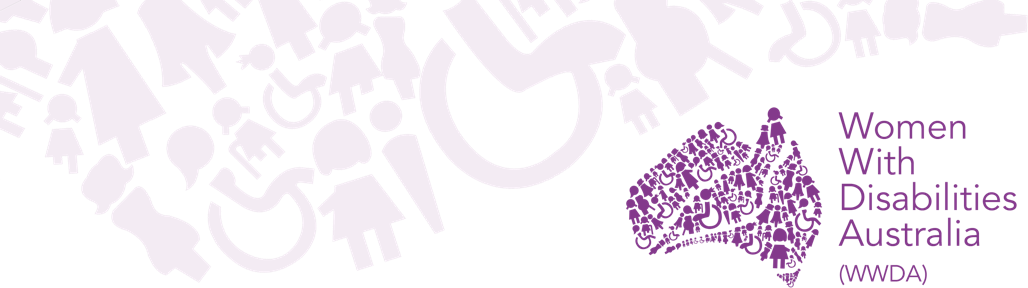 Women
With
Disabilities
Australia
(WWDA)